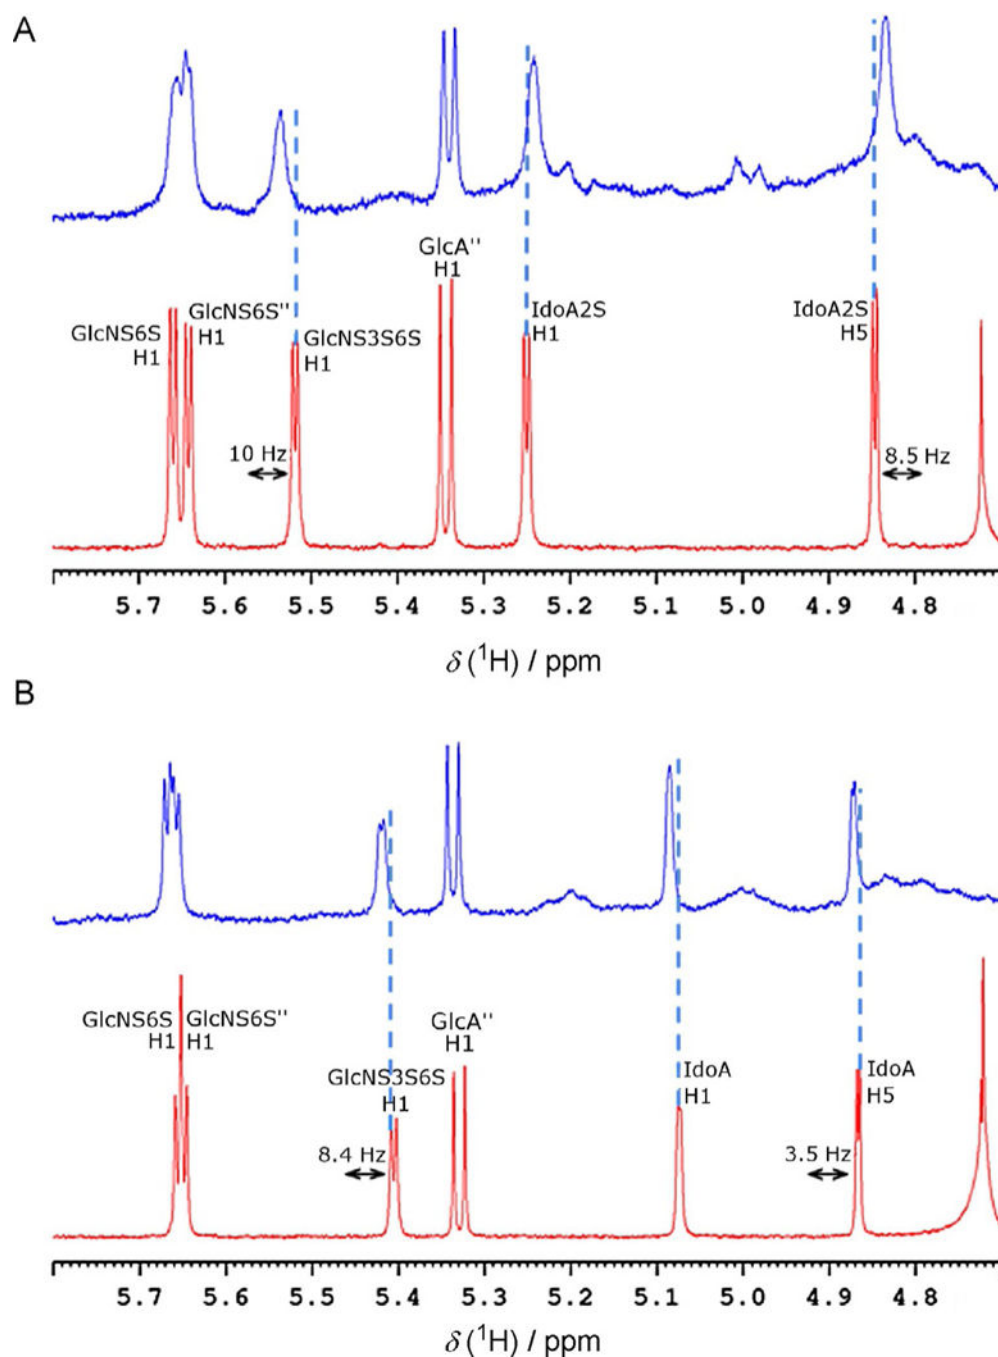 A
GlcA''
H1
GlcNS6S
H1
GlcNS6S''
H1
GlcNS3S6S
H1
IdoA2S
H1
IdoA2S
H5
10 Hz
8.5 Hz
5.7 5.6 5.5 5.4 5.3 5.2 5.1 5.0 4.9 4.8
δ (¹H) / ppm
B
GlcNS6S
H1
GlcNS6S''
H1
GlcA''
H1
GlcNS3S6S
H1
IdoA
H1
IdoA
H5
8.4 Hz
3.5 Hz
5.7 5.6 5.5 5.4 5.3 5.2 5.1 5.0 4.9 4.8
δ (¹H) / ppm